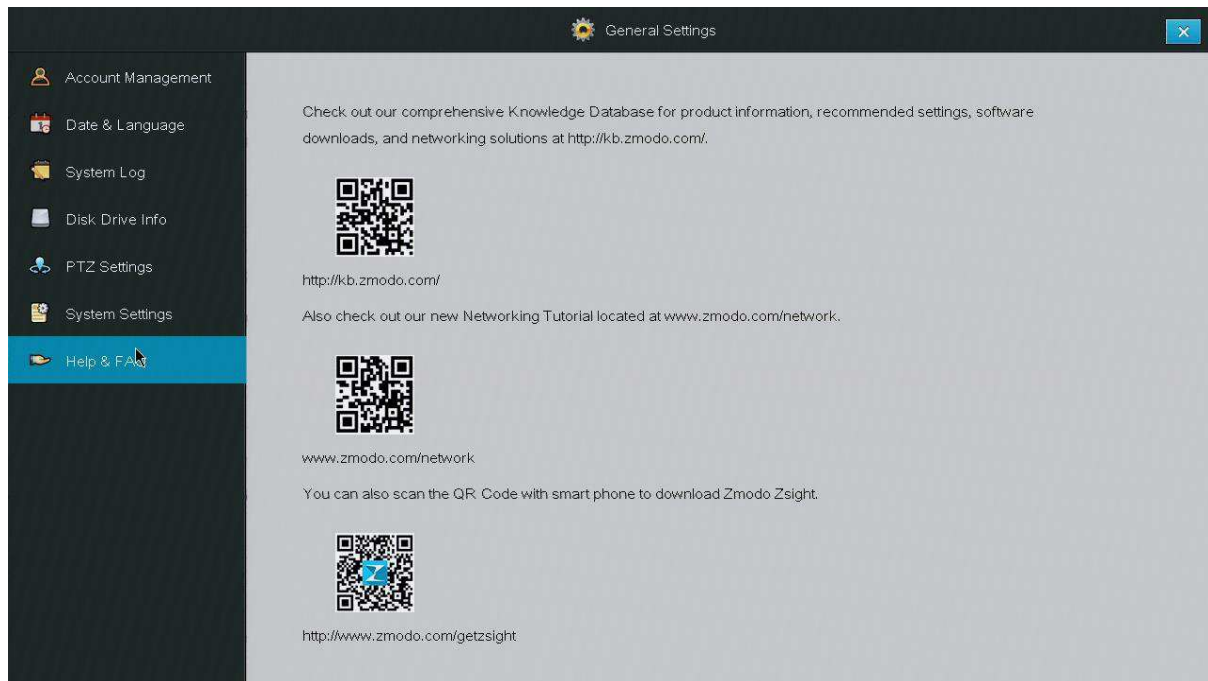 General Settings
Account Management
Date & Language
System Log
Disk Drive Info
PTZ Settings
System Settings
Help &
Check out our comprehensive Knowledge Database for product information, recommended settings, software
downloads, and networking solutions at http://kb.zmodo.com/.
http://kb.zmodo.com/
Also check out our new Networking Tutorial located at www.zmodo.com/network.
www.zmodo.com/network
You can also scan the QR Code with smart phone to download Zmodo Zsight.
http://www.zmodo.com/getzsight